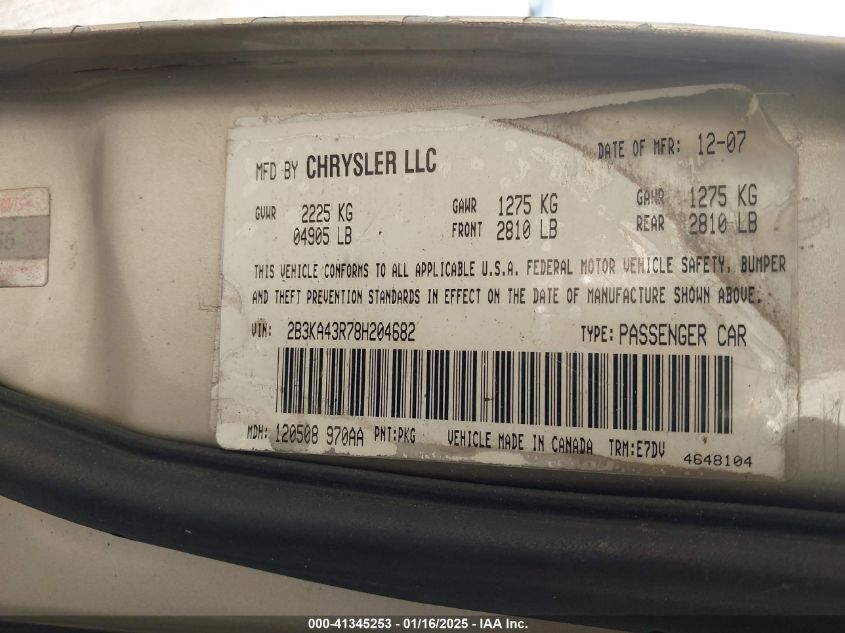 MFD BY CHRYSLER LLC
DATE OF MFR: 12-07
GVWR 2225 KG
04905 LB
GAWR 1275 KG
FRONT 2810 LB
GAWR 1275 KG
REAR 2810 LB
THIS VEHICLE CONFORMS TO ALL APPLICABLE U.S.A. FEDERAL MOTOR VEHICLE SAFETY, BUMPER
AND THEFT PREVENTION STANDARDS IN EFFECT ON THE DATE OF MANUFACTURE SHOWN ABOVE.
VIN: 2B3KA43R78H204682
TYPE: PASSENGER CAR
MDH: 120508 970AA PNT:PKG VEHICLE MADE IN CANADA TRM:E7DV
4648104
000-41345253 - 01/16/2025 - IAA Inc.